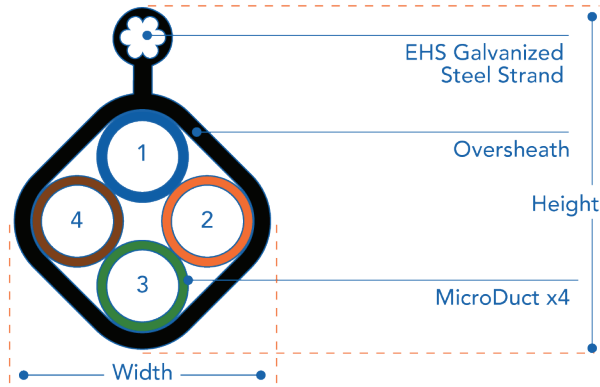 EHS Galvanized
Steel Strand
1
Oversheath
Height
4
2
3
MicroDuct x4
Width